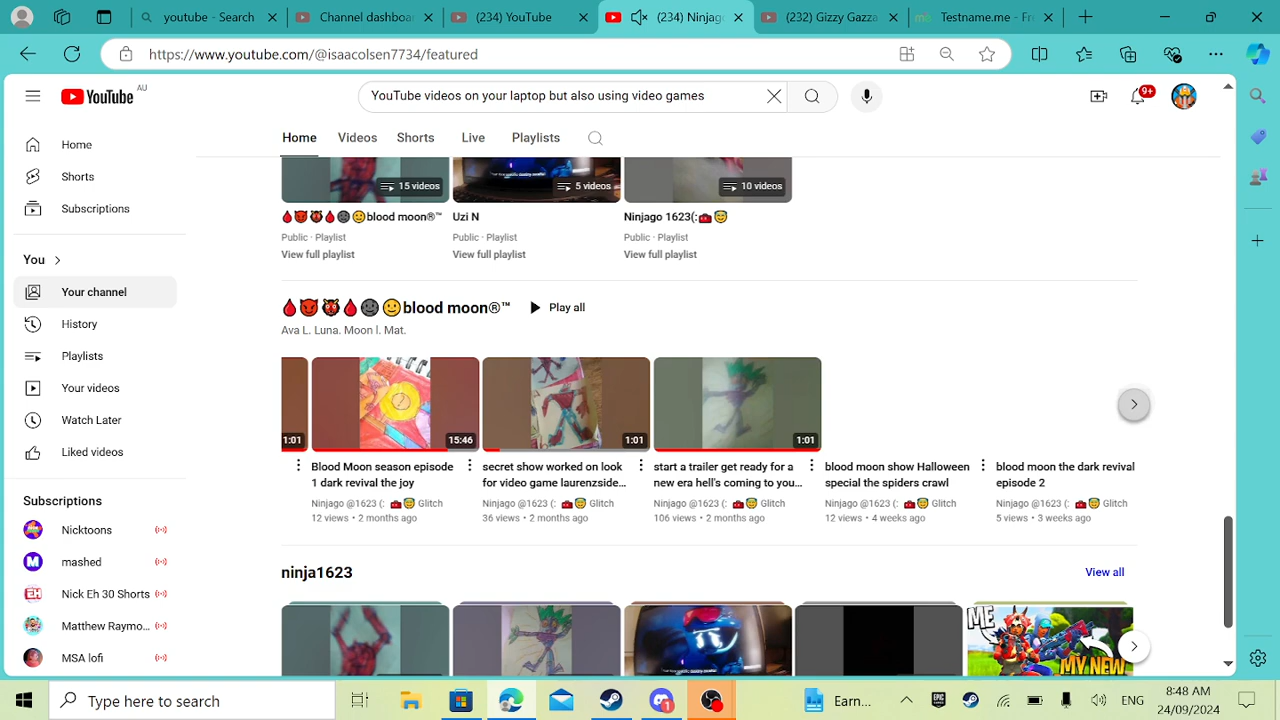 youtube - Search
Channel dashboar
(234) YouTube
(234) Ninjago
(232) Gizzy Gazza
Testname.me - Fr
https://www.youtube.com/@isaacolsen7734/featured
YouTube AU
YouTube videos on your laptop but also using video games
9+
Home
Videos
Shorts
Live
Playlists
Home
Shorts
Subscriptions
You
Your channel
History
Playlists
Your videos
Watch Later
Liked videos
Subscriptions
Nicktoons
mashed
Nick Eh 30 Shorts
Matthew Raymo...
MSA lofi
15 videos
5 videos
10 videos
🩸😈👹🩸🌚🙂blood moon®™
Uzi N
Ninjago 1623(:🧰😇
Public · Playlist
Public · Playlist
Public · Playlist
View full playlist
View full playlist
View full playlist
🩸😈👹🩸🌚🙂blood moon®™
Play all
Ava L. Luna. Moon l. Mat.
1:01
15:46
1:01
1:01
Blood Moon season episode
1 dark revival the joy
Ninjago @1623 (: 🧰😇 Glitch
12 views • 2 months ago
secret show worked on look
for video game laurenzside...
Ninjago @1623 (: 🧰😇 Glitch
36 views • 2 months ago
start a trailer get ready for a
new era hell's coming to you...
Ninjago @1623 (: 🧰😇 Glitch
106 views • 2 months ago
blood moon show Halloween
special the spiders crawl
Ninjago @1623 (: 🧰😇 Glitch
12 views • 4 weeks ago
blood moon the dark revival
episode 2
Ninjago @1623 (: 🧰😇 Glitch
5 views • 3 weeks ago
ninja1623
View all
ME
MY NEW
Type here to search
1
Earn...
ENG
8:48 AM
24/09/2024